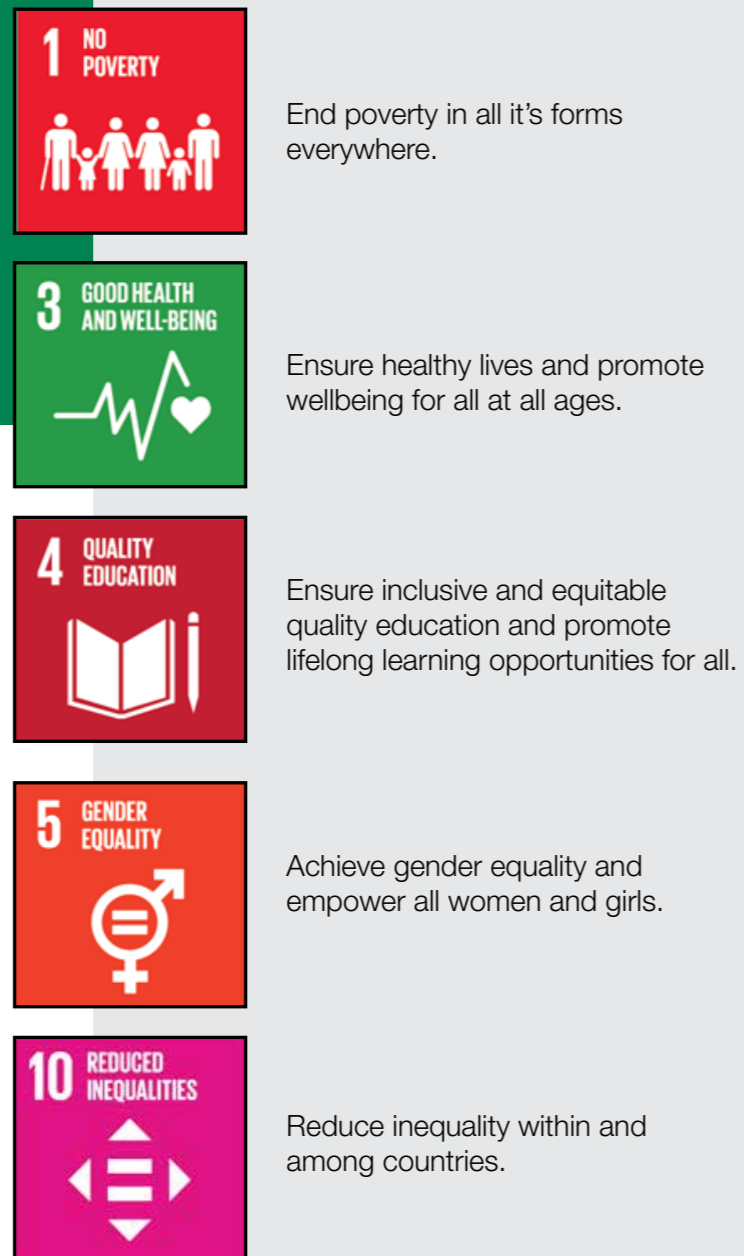 1 NO
POVERTY
End poverty in all it’s forms
everywhere.
3 GOOD HEALTH
AND WELL-BEING
Ensure healthy lives and promote
wellbeing for all at all ages.
4 QUALITY
EDUCATION
Ensure inclusive and equitable
quality education and promote
lifelong learning opportunities for all.
5 GENDER
EQUALITY
Achieve gender equality and
empower all women and girls.
10 REDUCED
INEQUALITIES
Reduce inequality within and
among countries.